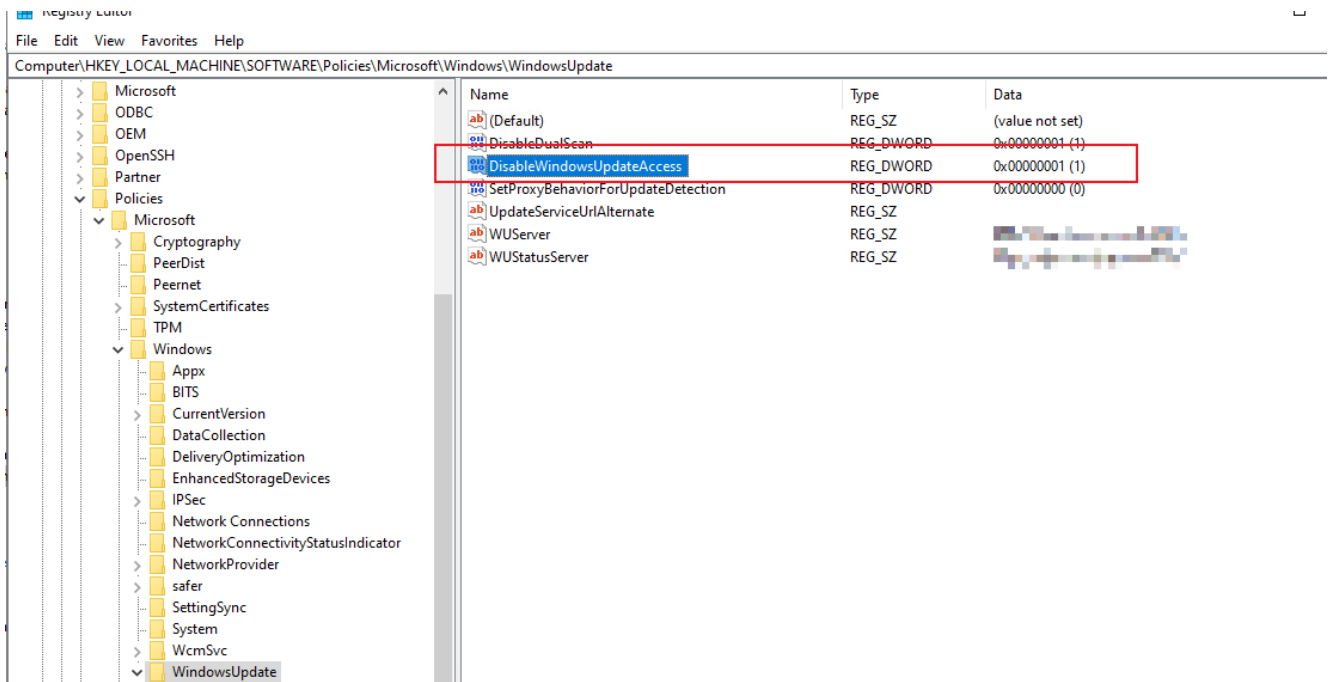 Registry Editor
File Edit View Favorites Help
Computer\HKEY_LOCAL_MACHINE\SOFTWARE\Policies\Microsoft\Windows\WindowsUpdate
Microsoft
ODBC
OEM
OpenSSH
Partner
Policies
Microsoft
Cryptography
PeerDist
Peernet
SystemCertificates
TPM
Windows
Appx
BITS
CurrentVersion
DataCollection
DeliveryOptimization
EnhancedStorageDevices
IPSec
Network Connections
NetworkConnectivityStatusIndicator
NetworkProvider
safer
SettingSync
System
WcmSvc
WindowsUpdate
Name Type Data
(Default) REG_SZ (value not set)
DisableDualScan REG_DWORD 0x00000001 (1)
DisableWindowsUpdateAccess REG_DWORD 0x00000001 (1)
SetProxyBehaviorForUpdateDetection REG_DWORD 0x00000000 (0)
UpdateServiceUrlAlternate REG_SZ
WUServer REG_SZ
WUStatusServer REG_SZ